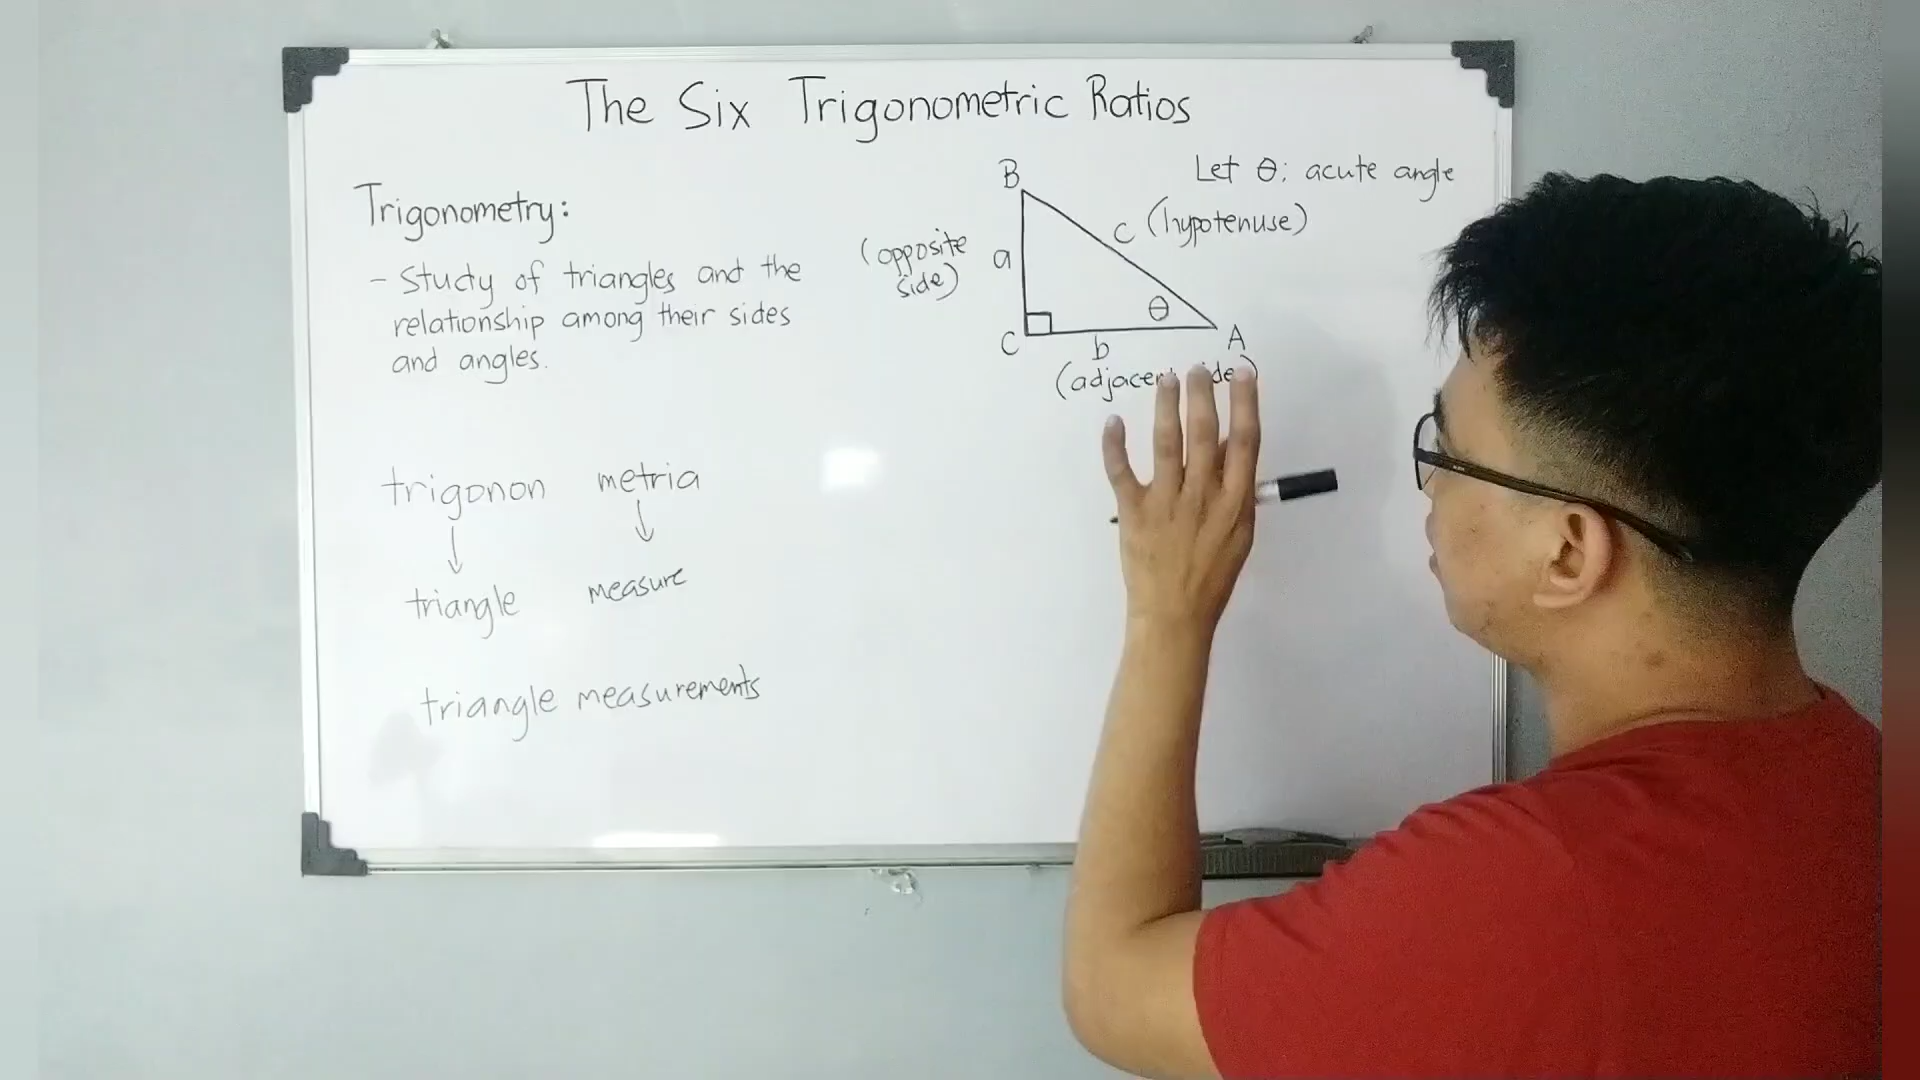 The Six Trigonometric Ratios
Trigonometry:
- Study of triangles and the
relationship among their sides
and angles.
trigonon metria
triangle measure
triangle measurements
Let θ: acute angle
B
c (hypotenuse)
(opposite
side)
a
θ
C
b
A